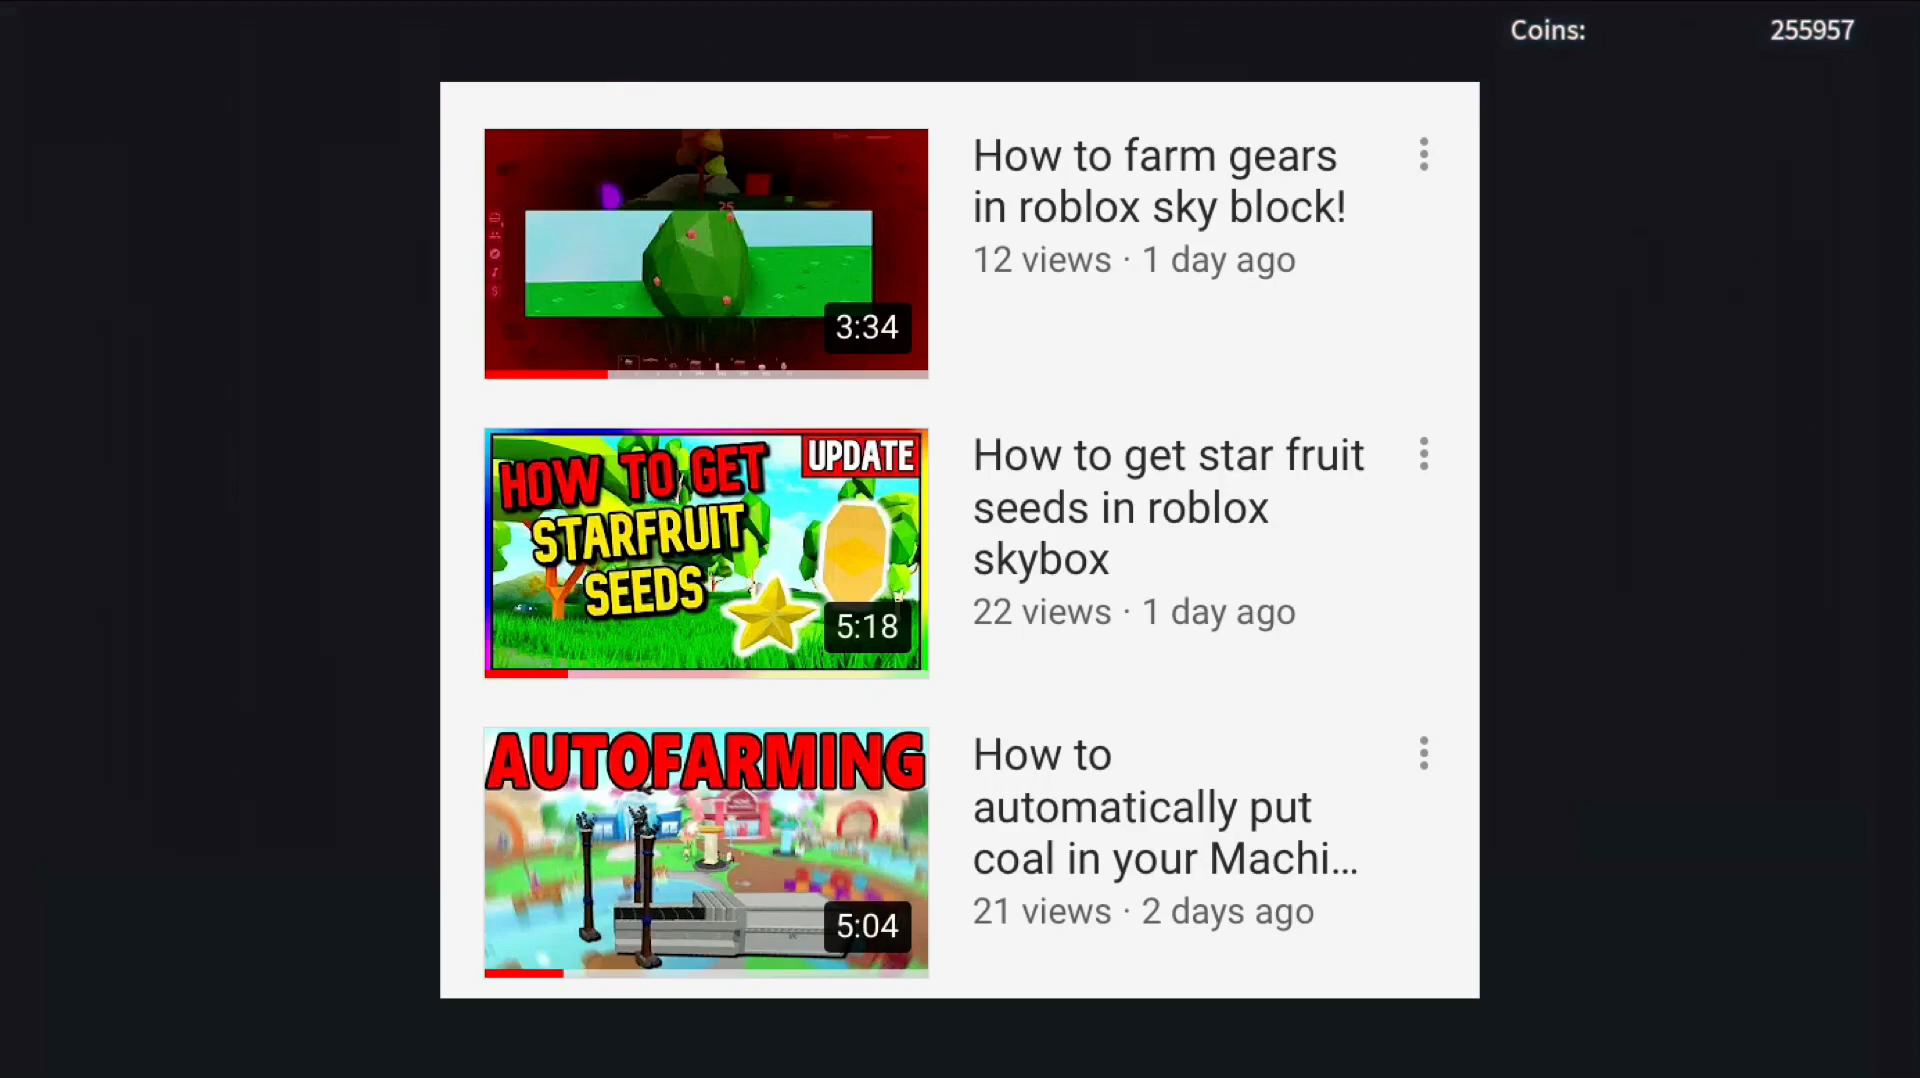 Coins: 255957
25
3:34
How to farm gears
in roblox sky block!
12 views · 1 day ago
HOW TO GET
UPDATE
STARFRUIT
SEEDS
5:18
How to get star fruit
seeds in roblox
skybox
22 views · 1 day ago
AUTOFARMING
5:04
How to
automatically put
coal in your Machi...
21 views · 2 days ago